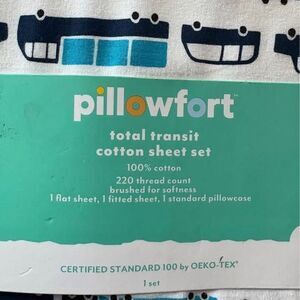 pillowfort™
total transit
cotton sheet set
100% cotton
220 thread count
brushed for softness
1 flat sheet, 1 fitted sheet, 1 standard pillowcase
CERTIFIED STANDARD 100 by OEKO-TEX®
1 set